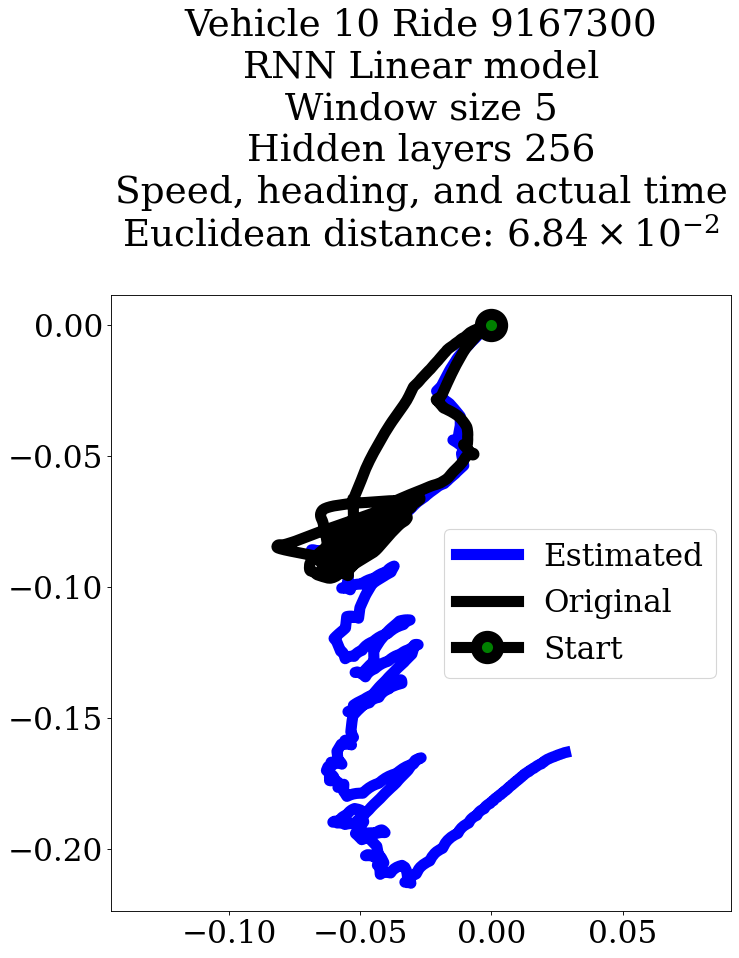 Vehicle 10 Ride 9167300
RNN Linear model
Window size 5
Hidden layers 256
Speed, heading, and actual time
Euclidean distance: 6.84 × 10⁻²
0.00
−0.05
−0.10
−0.15
−0.20
Estimated
Original
Start
−0.10 −0.05 0.00 0.05